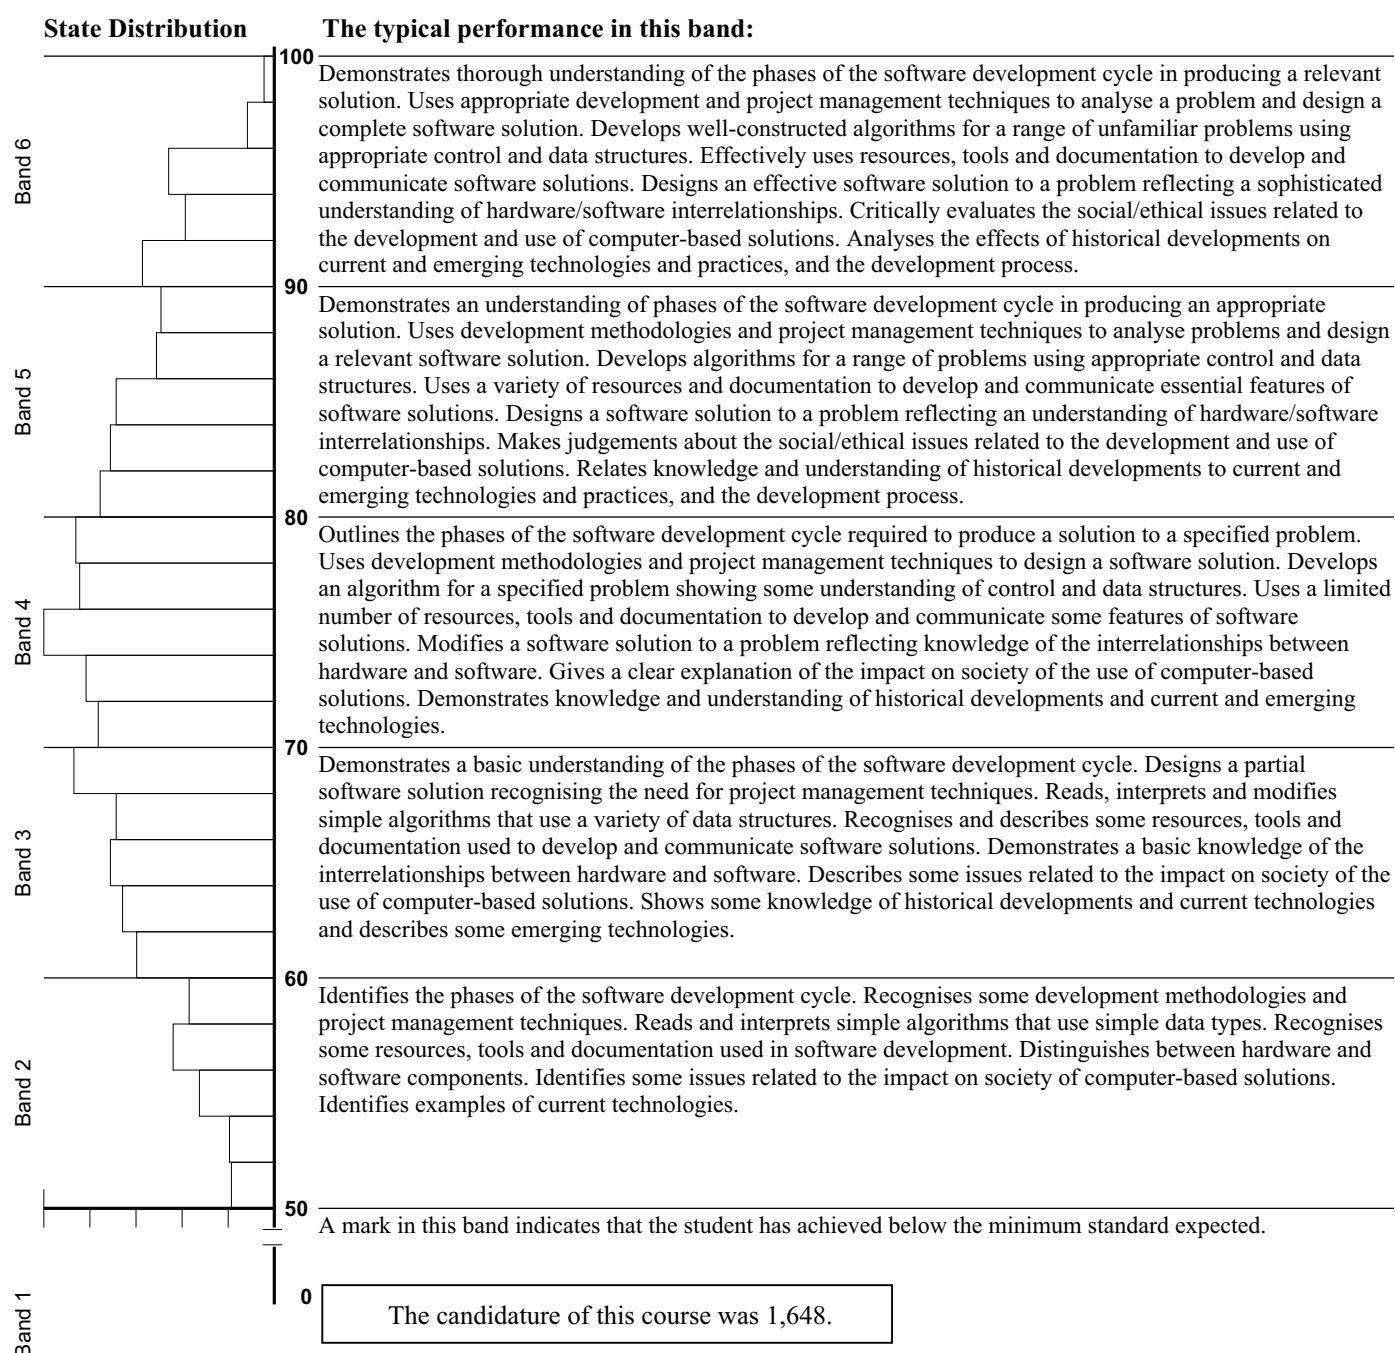 State Distribution
The typical performance in this band:
100
Band 6
Demonstrates thorough understanding of the phases of the software development cycle in producing a relevant
solution. Uses appropriate development and project management techniques to analyse a problem and design a
complete software solution. Develops well-constructed algorithms for a range of unfamiliar problems using
appropriate control and data structures. Effectively uses resources, tools and documentation to develop and
communicate software solutions. Designs an effective software solution to a problem reflecting a sophisticated
understanding of hardware/software interrelationships. Critically evaluates the social/ethical issues related to
the development and use of computer-based solutions. Analyses the effects of historical developments on
current and emerging technologies and practices, and the development process.
90
Band 5
Demonstrates an understanding of phases of the software development cycle in producing an appropriate
solution. Uses development methodologies and project management techniques to analyse problems and design
a relevant software solution. Develops algorithms for a range of problems using appropriate control and data
structures. Uses a variety of resources and documentation to develop and communicate essential features of
software solutions. Designs a software solution to a problem reflecting an understanding of hardware/software
interrelationships. Makes judgements about the social/ethical issues related to the development and use of
computer-based solutions. Relates knowledge and understanding of historical developments to current and
emerging technologies and practices, and the development process.
80
Band 4
Outlines the phases of the software development cycle required to produce a solution to a specified problem.
Uses development methodologies and project management techniques to design a software solution. Develops
an algorithm for a specified problem showing some understanding of control and data structures. Uses a limited
number of resources, tools and documentation to develop and communicate some features of software
solutions. Modifies a software solution to a problem reflecting knowledge of the interrelationships between
hardware and software. Gives a clear explanation of the impact on society of the use of computer-based
solutions. Demonstrates knowledge and understanding of historical developments and current and emerging
technologies.
70
Band 3
Demonstrates a basic understanding of the phases of the software development cycle. Designs a partial
software solution recognising the need for project management techniques. Reads, interprets and modifies
simple algorithms that use a variety of data structures. Recognises and describes some resources, tools and
documentation used to develop and communicate software solutions. Demonstrates a basic knowledge of the
interrelationships between hardware and software. Describes some issues related to the impact on society of the
use of computer-based solutions. Shows some knowledge of historical developments and current technologies
and describes some emerging technologies.
60
Band 2
Identifies the phases of the software development cycle. Recognises some development methodologies and
project management techniques. Reads and interprets simple algorithms that use simple data types. Recognises
some resources, tools and documentation used in software development. Distinguishes between hardware and
software components. Identifies some issues related to the impact on society of computer-based solutions.
Identifies examples of current technologies.
50
A mark in this band indicates that the student has achieved below the minimum standard expected.
Band 1
0
The candidature of this course was 1,648.